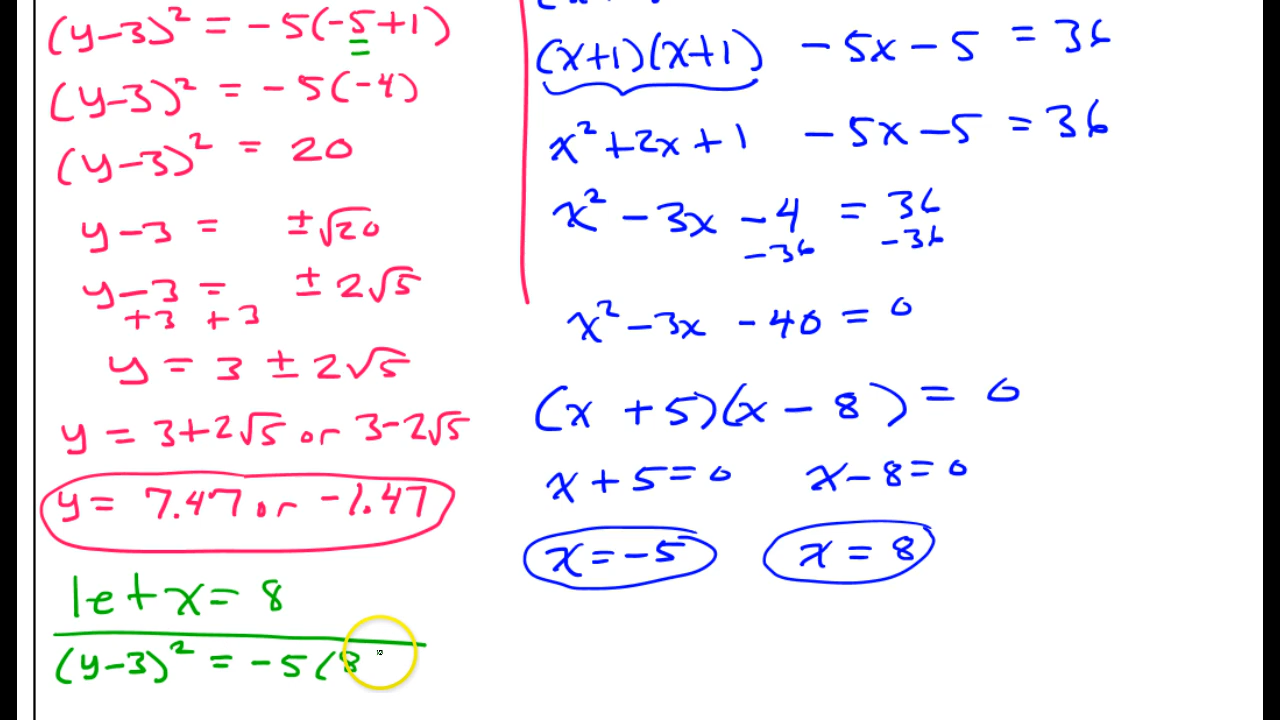 (y-3)² = -5(-5+1)
(y-3)² = -5(-4)
(y-3)² = 20
y-3 = ±√20
y-3 = ±2√5
+3 +3
y = 3 ± 2√5
y = 3+2√5 or 3-2√5
y = 7.47 or -1.47
let x = 8
(y-3)² = -5(8
(x+1)(x+1) -5x-5 = 36
x²+2x+1 -5x-5 = 36
x²-3x-4 = 36
-36 -36
x²-3x-40 = 0
(x+5)(x-8) = 0
x+5=0 x-8=0
x=-5 x=8